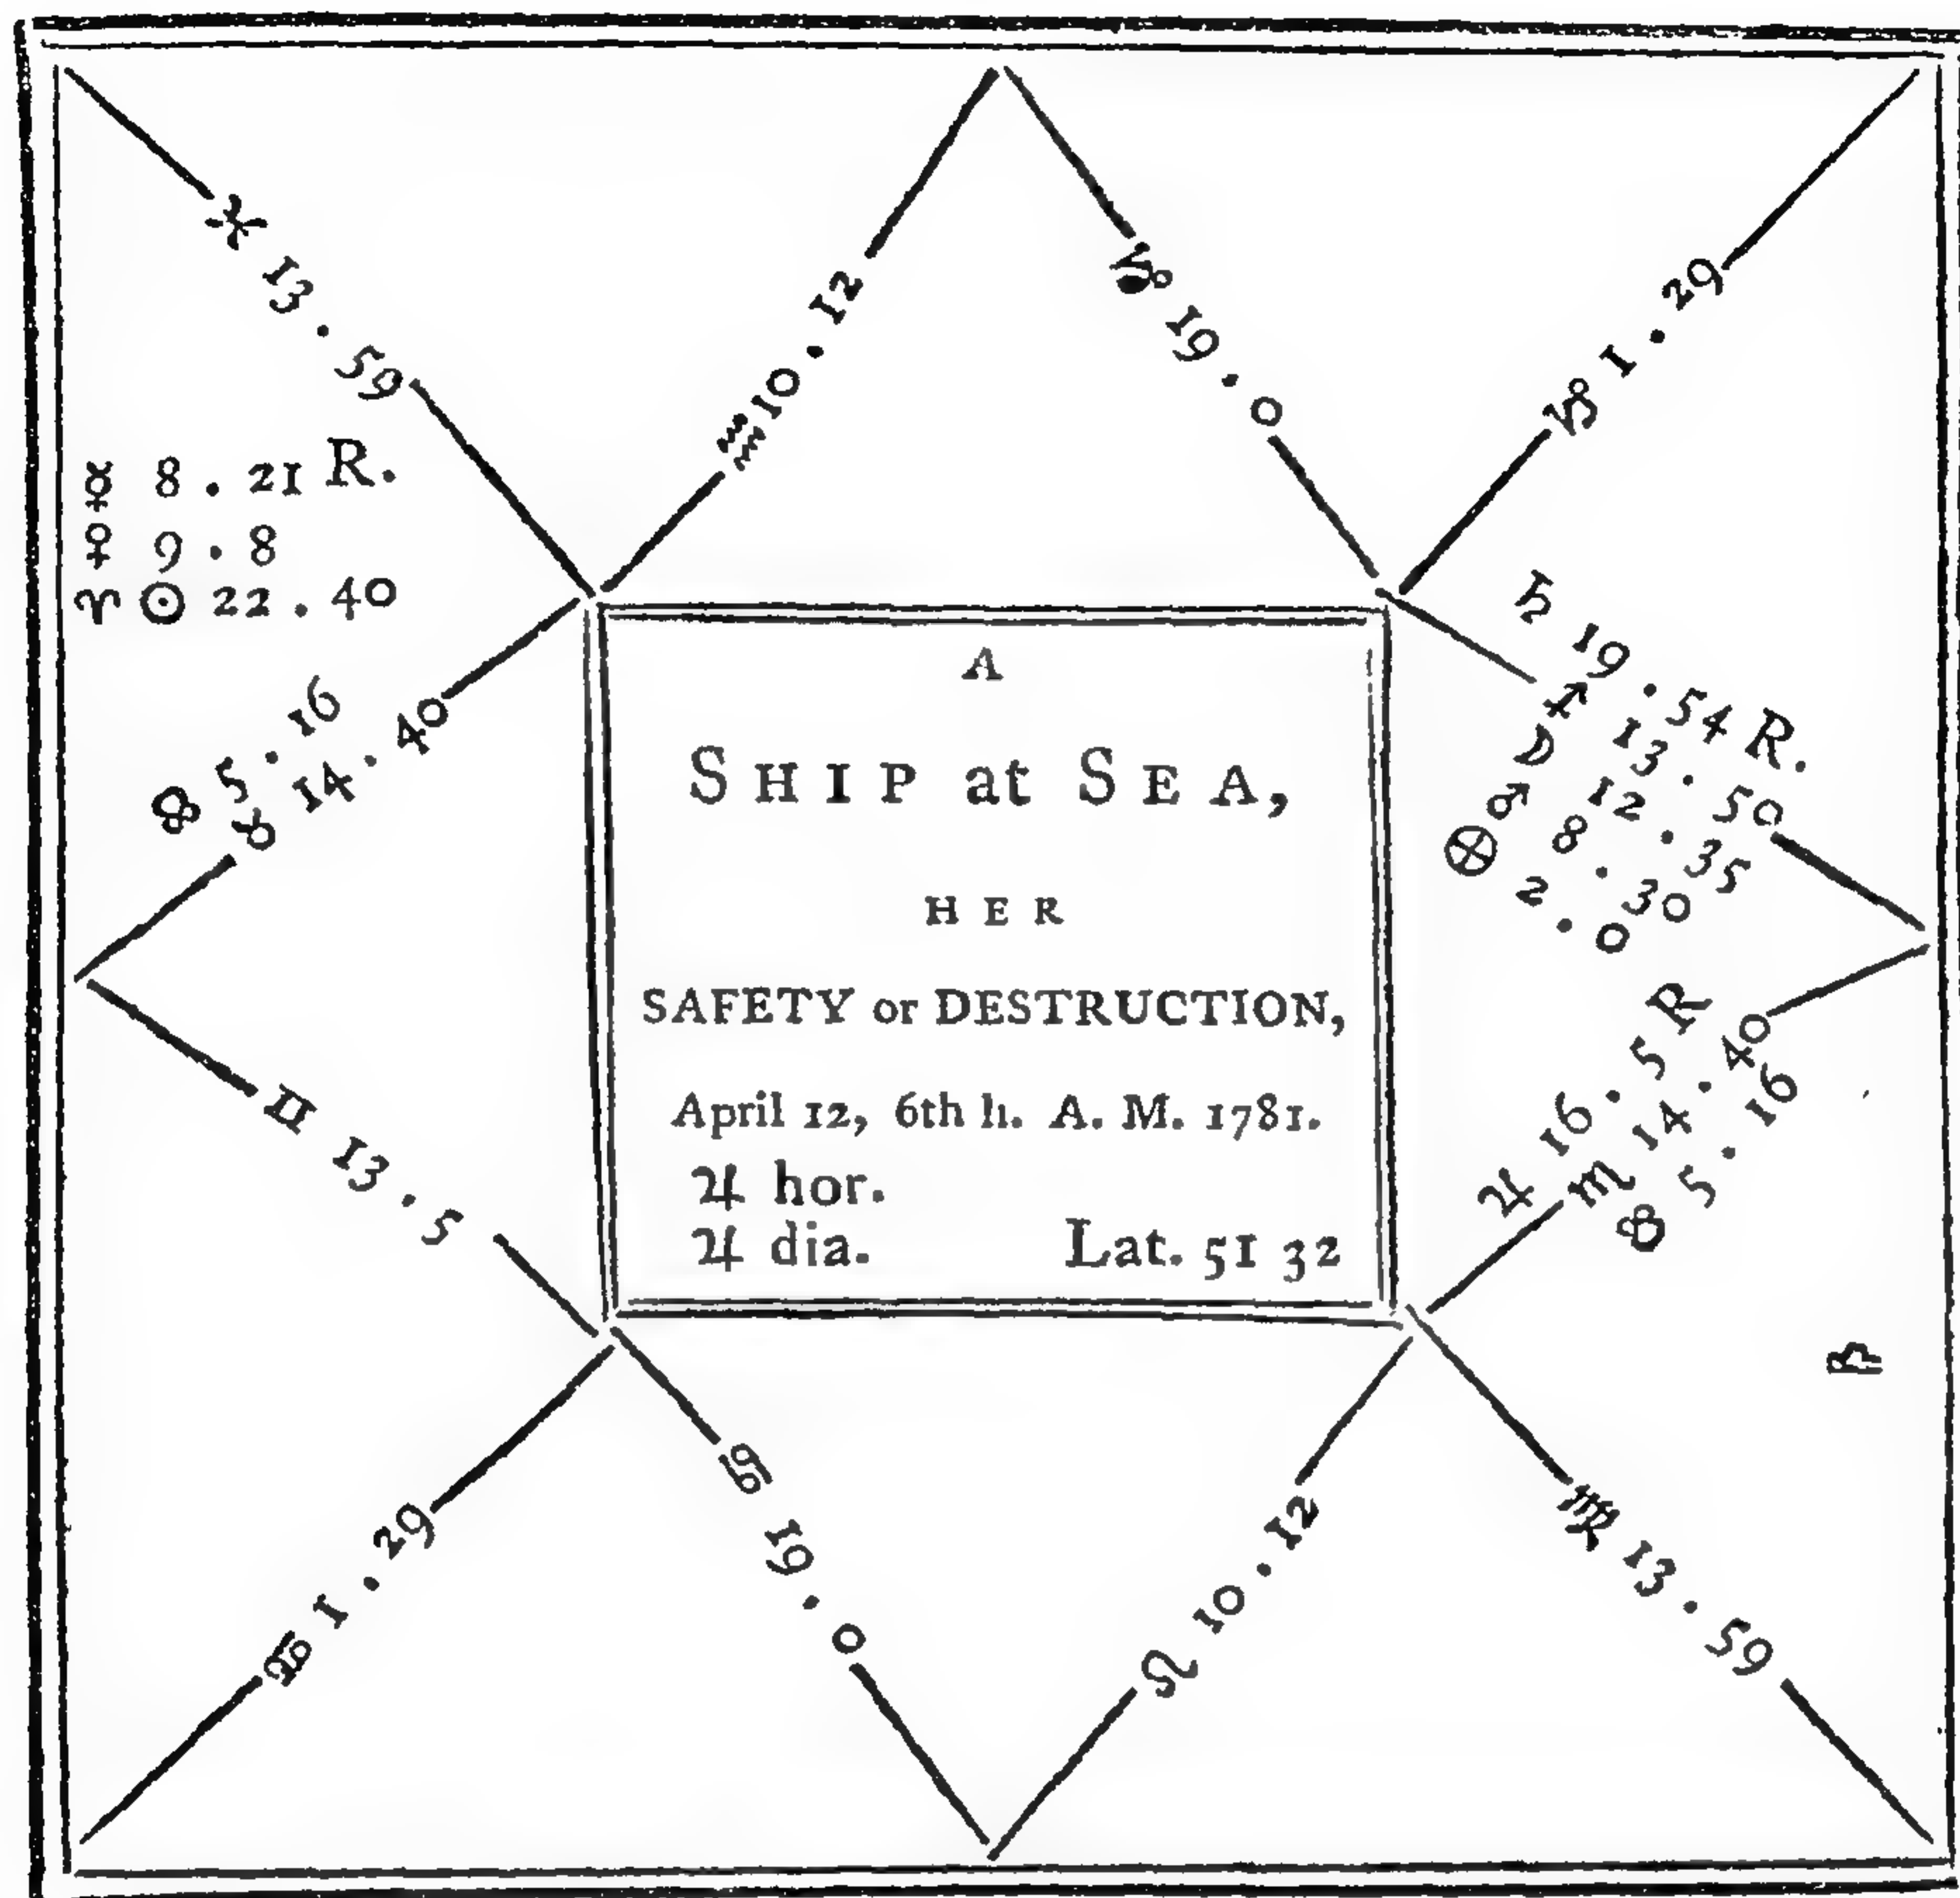 ♓ 13 . 59
♒ 10 . 12
♑ 19 . 0
♑ 1 . 29
☿ 8 . 21 R.
♀ 9 . 8
♈ ☉ 22 . 40
☋ 5 . 16
♉ 14 . 40
♄ 19 . 54 R.
♐ 13 . 50
☽ 12 . 35
♂ 8 . 30
⊗ 2 . 0
A
SHIP at SEA,
HER
SAFETY or DESTRUCTION,
April 12, 6th h. A. M. 1781.
♃ hor.
♃ dia. Lat. 51 32
♃ 16 . 5 R
♏ 14 . 40
☊ 5 . 16
♊ 13 . 5
♎
♋ 1 . 29
♋ 19 . 0
♌ 10 . 12
♍ 13 . 59